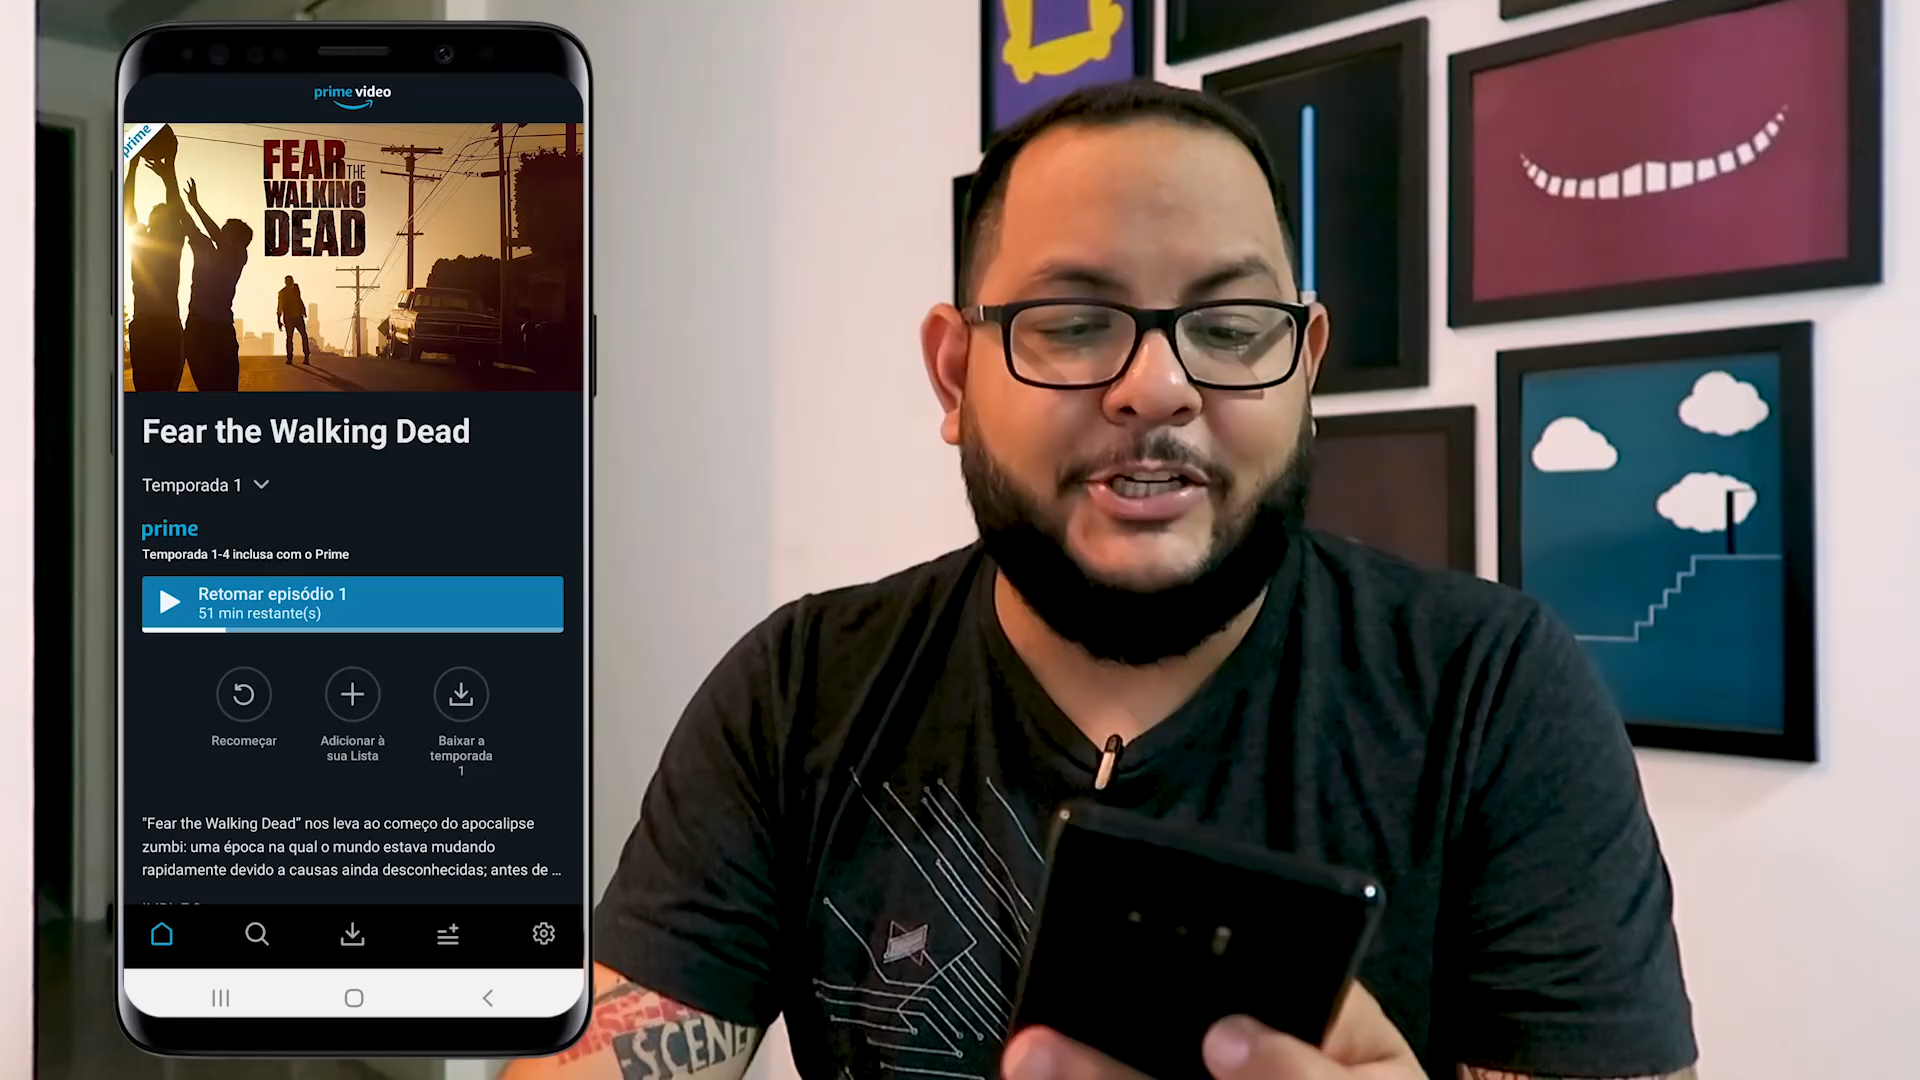 prime video
prime
FEAR THE
WALKING
DEAD
Fear the Walking Dead
Temporada 1
prime
Temporada 1-4 inclusa com o Prime
Retomar episódio 1
51 min restante(s)
Recomeçar
Adicionar à
sua Lista
Baixar a
temporada
1
"Fear the Walking Dead” nos leva ao começo do apocalipse
zumbi: uma época na qual o mundo estava mudando
rapidamente devido a causas ainda desconhecidas; antes de ...